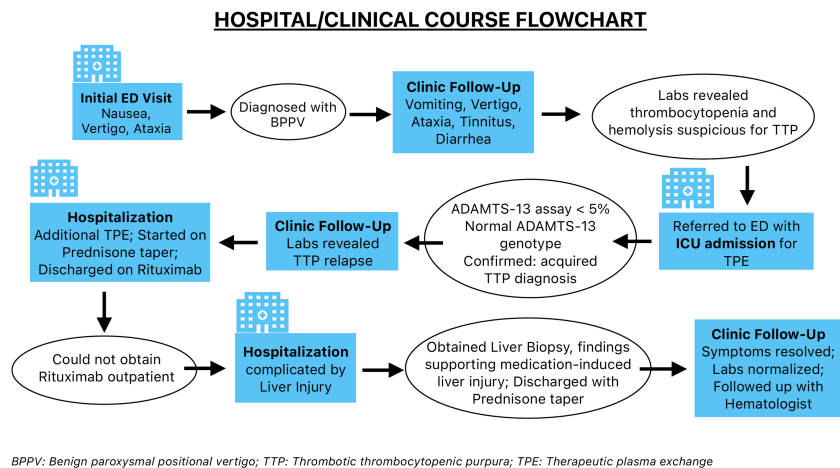 HOSPITAL/CLINICAL COURSE FLOWCHART
Initial ED Visit
Nausea,
Vertigo, Ataxia
Diagnosed with
BPPV
Clinic Follow-Up
Vomiting, Vertigo,
Ataxia, Tinnitus,
Diarrhea
Labs revealed
thrombocytopenia and
hemolysis suspicious for TTP
Referred to ED with
ICU admission for
TPE
ADAMTS-13 assay < 5%
Normal ADAMTS-13
genotype
Confirmed: acquired
TTP diagnosis
Clinic Follow-Up
Labs revealed
TTP relapse
Hospitalization
Additional TPE; Started on
Prednisone taper;
Discharged on Rituximab
Could not obtain
Rituximab outpatient
Hospitalization
complicated by
Liver Injury
Obtained Liver Biopsy, findings
supporting medication-induced
liver injury; Discharged with
Prednisone taper
Clinic Follow-Up
Symptoms resolved;
Labs normalized;
Followed up with
Hematologist
BPPV: Benign paroxysmal positional vertigo; TTP: Thrombotic thrombocytopenic purpura; TPE: Therapeutic plasma exchange